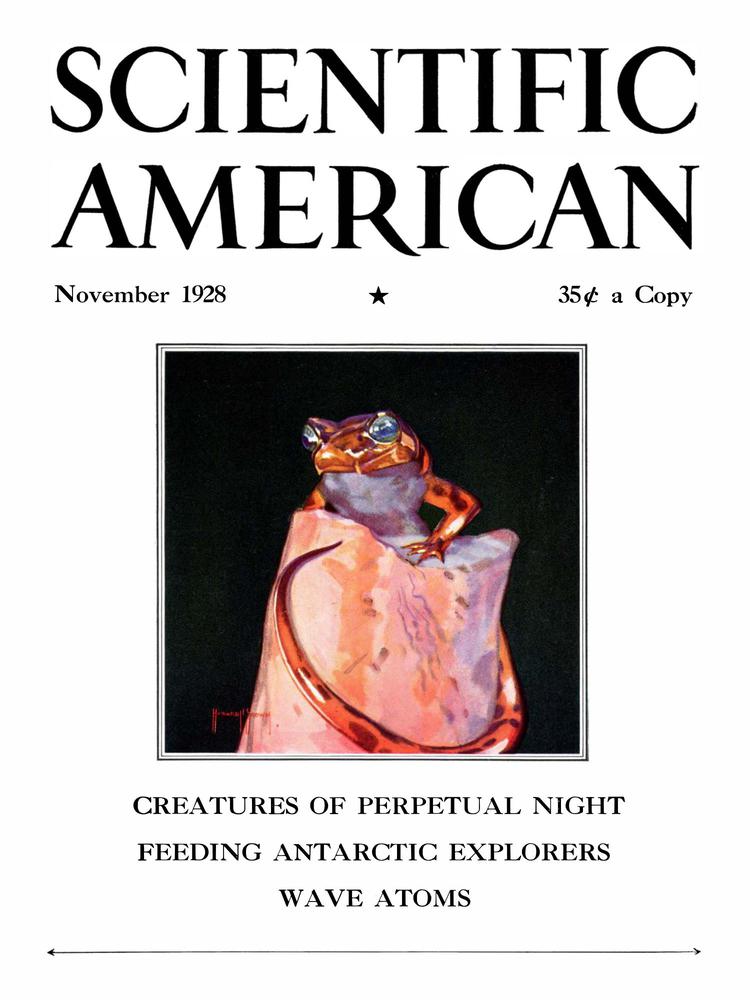 SCIENTIFIC
AMERICAN
November 1928 ★ 35¢ a Copy
CREATURES OF PERPETUAL NIGHT
FEEDING ANTARCTIC EXPLORERS
WAVE ATOMS